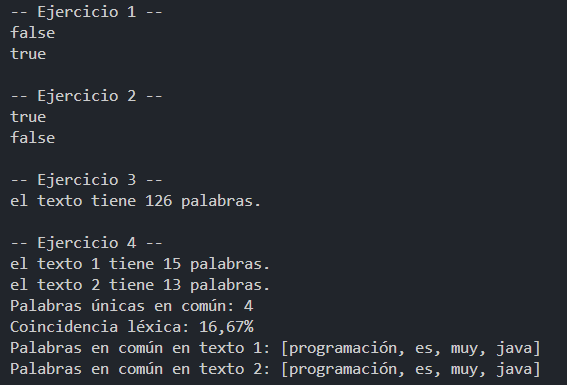 -- Ejercicio 1 --
false
true
-- Ejercicio 2 --
true
false
-- Ejercicio 3 --
el texto tiene 126 palabras.
-- Ejercicio 4 --
el texto 1 tiene 15 palabras.
el texto 2 tiene 13 palabras.
Palabras únicas en común: 4
Coincidencia léxica: 16,67%
Palabras en común en texto 1: [programación, es, muy, java]
Palabras en común en texto 2: [programación, es, muy, java]